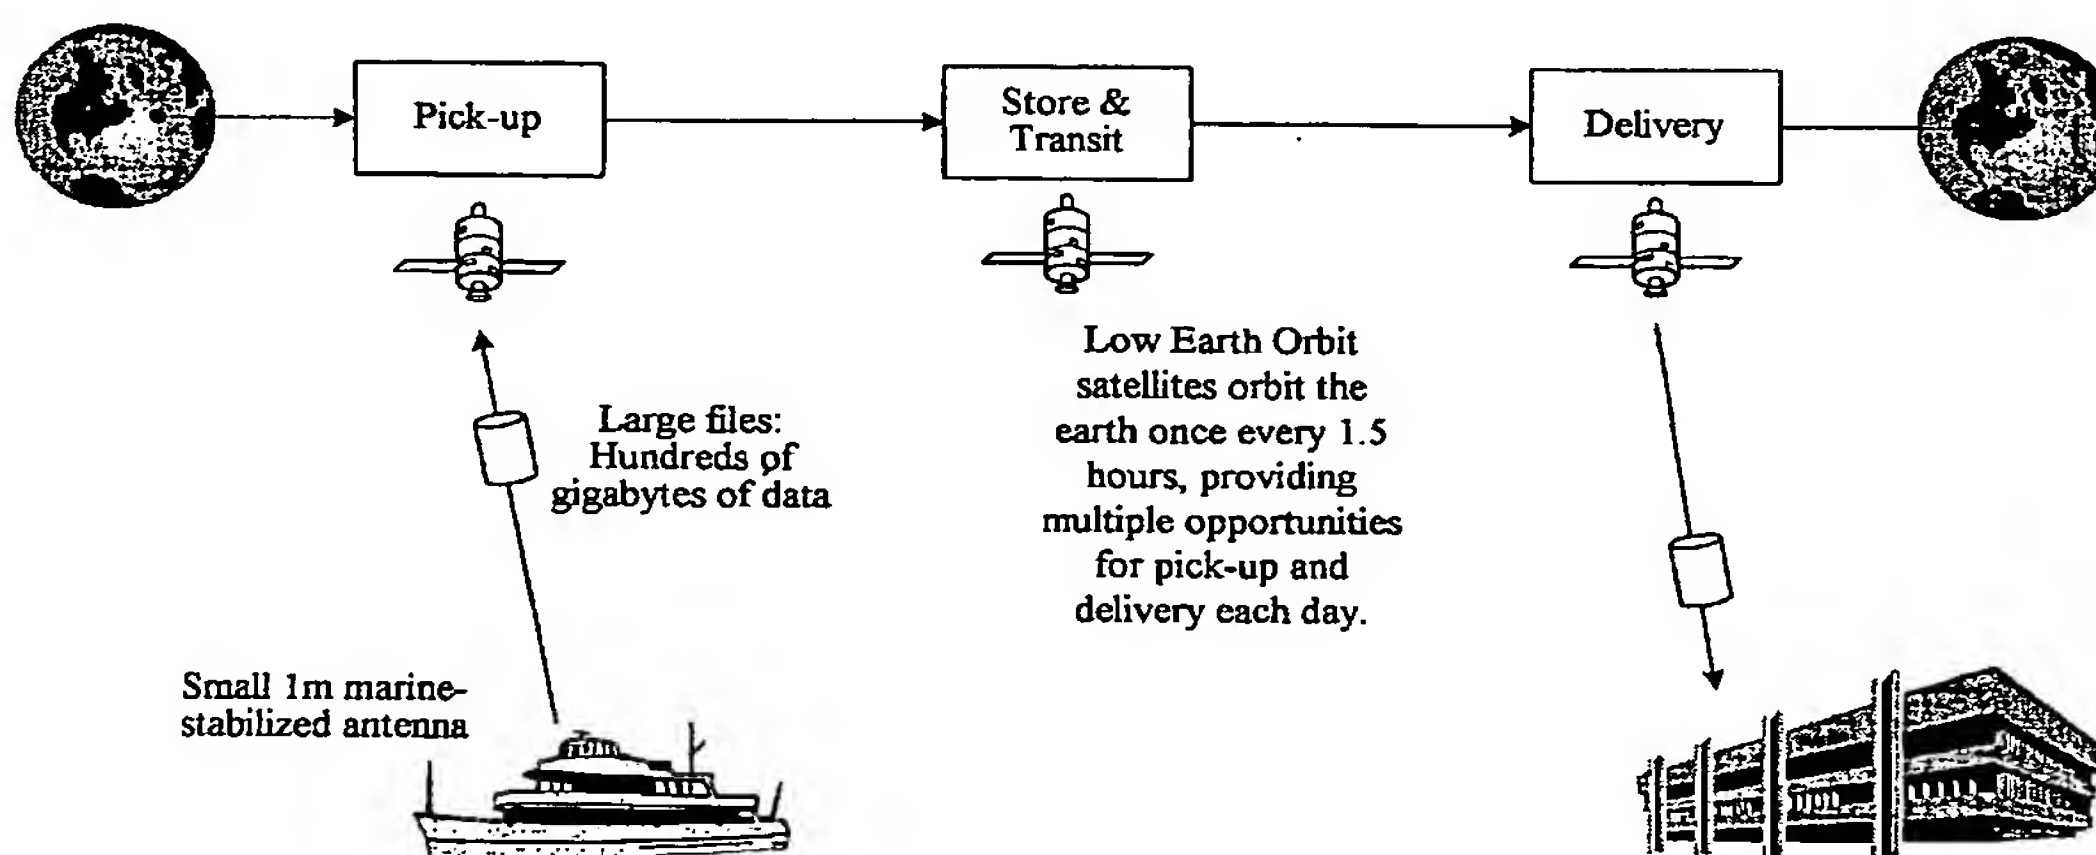 Pick-up
Store &
Transit
Delivery
Large files:
Hundreds of
gigabytes of data
Low Earth Orbit
satellites orbit the
earth once every 1.5
hours, providing
multiple opportunities
for pick-up and
delivery each day.
Small 1m marine-
stabilized antenna